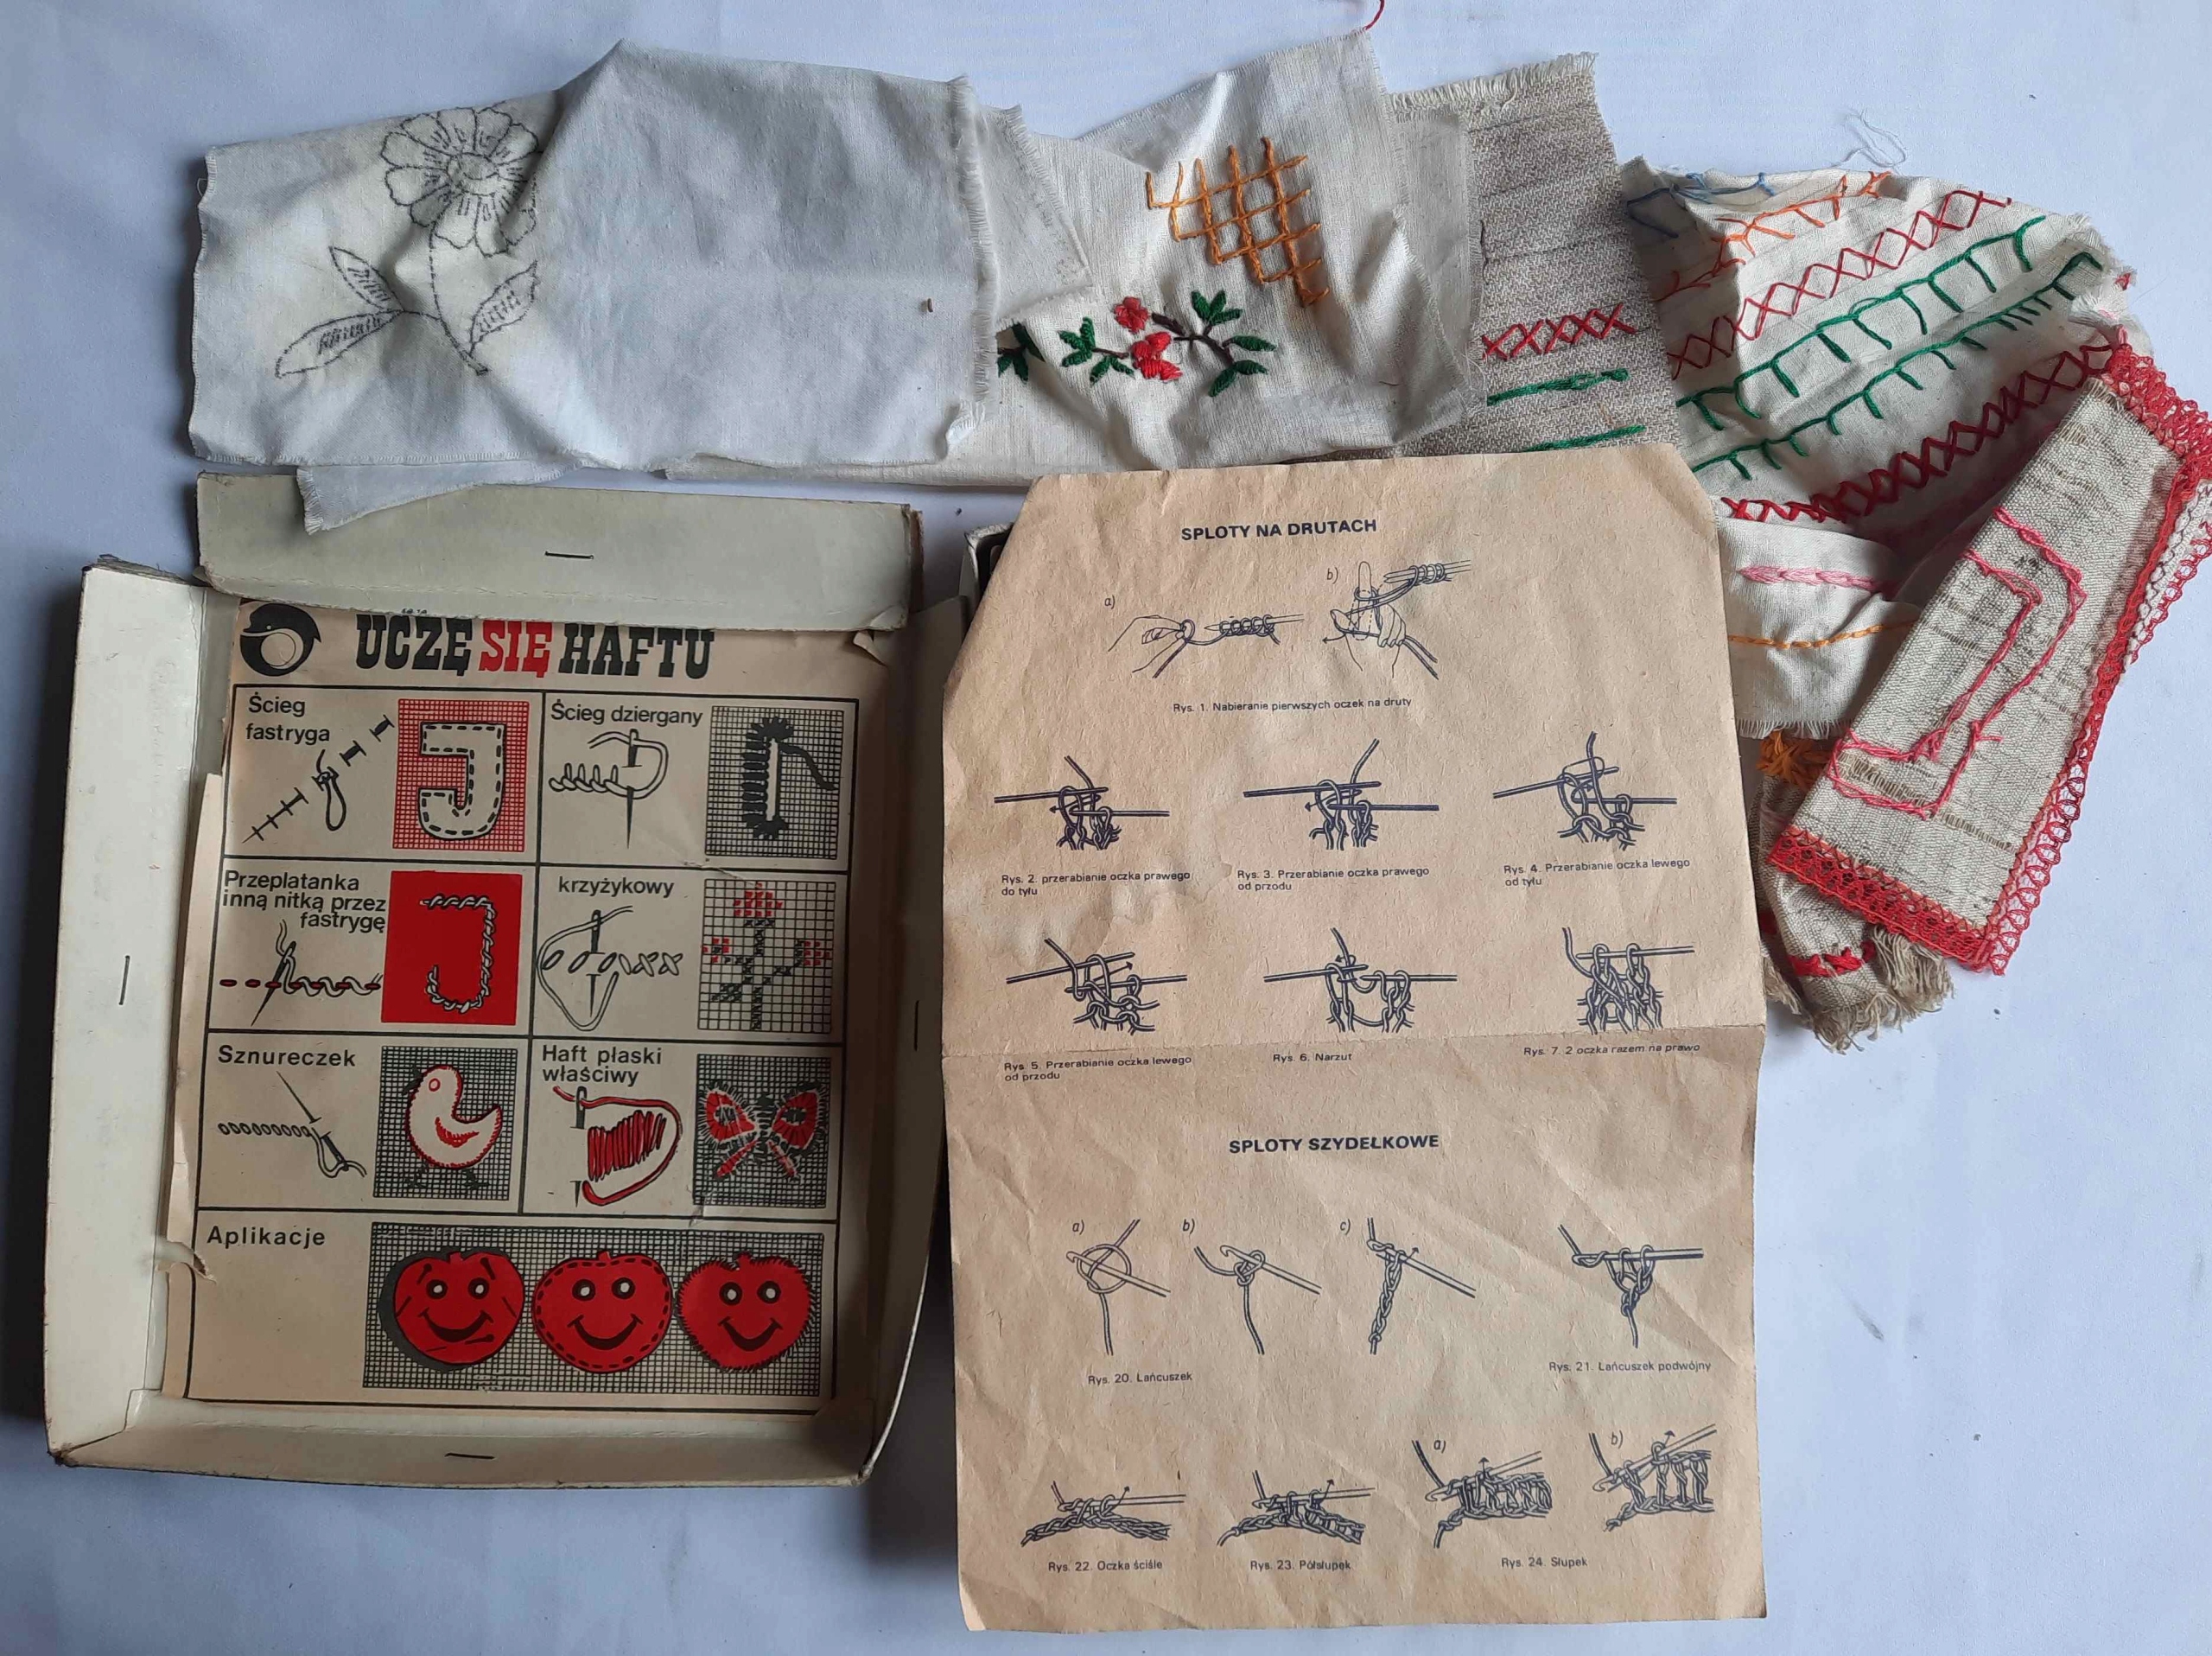 UCZĘ SIĘ HAFTU
Ścieg
fastryga
Ścieg dziergany
Przeplatanka
inną nitką przez
fastrygę
krzyżykowy
Sznureczek
Haft płaski
właściwy
Aplikacje
SPLOTY NA DRUTACH
a)
b)
Rys. 1. Nabieranie pierwszych oczek na druty
Rys. 2. przerabianie oczka prawego
do tyłu
Rys. 3. Przerabianie oczka prawego
od przodu
Rys. 4. Przerabianie oczka lewego
od tyłu
Rys. 5. Przerabianie oczka lewego
od przodu
Rys. 6. Narzut
Rys. 7. 2 oczka razem na prawo
SPLOTY SZYDEŁKOWE
a)
b)
c)
Rys. 20. Łańcuszek
Rys. 21. Łańcuszek podwójny
a)
b)
Rys. 22. Oczka ściśle
Rys. 23. Półsłupek
Rys. 24. Słupek